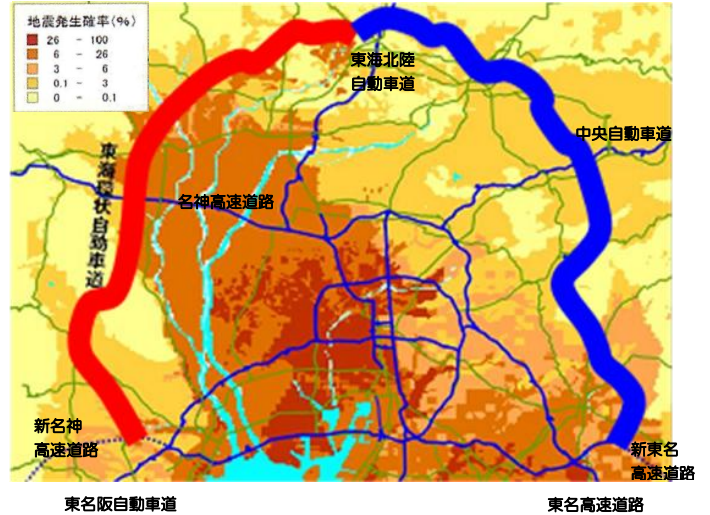 地震発生確率(%)
26 - 100
6 - 26
3 - 6
0.1 - 3
0 - 0.1
東海北陸
自動車道
中央自動車道
東海環状自動車道
名神高速道路
新名神
高速道路
新東名
高速道路
東名阪自動車道
東名高速道路